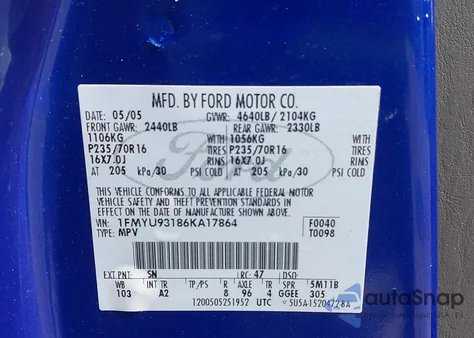 MFD. BY FORD MOTOR CO.
DATE: 05/05 GVWR: 4640LB/ 2104KG
FRONT GAWR: 2440LB REAR GAWR: 2330LB
1106KG WITH 1056KG WITH
P235/70R16 TIRES P235/70R16 TIRES
16X7.0J RIMS 16X7.0J RIMS
AT 205 kPa/30 PSI COLD AT 205 kPa/30 PSI COLD
THIS VEHICLE CONFORMS TO ALL APPLICABLE FEDERAL MOTOR
VEHICLE SAFETY AND THEFT PREVENTION STANDARDS IN
EFFECT ON THE DATE OF MANUFACTURE SHOWN ABOVE.
VIN: 1FMYU93186KA17864 F0040
TYPE: MPV T0098
Ford
EXT PNT: SN RC: 47 DSO:
WB INT TR R AXLE TR SPR 5M11B
103 A2 8 96 4 GGEE 305
1200505251952 UTC
autoSnap